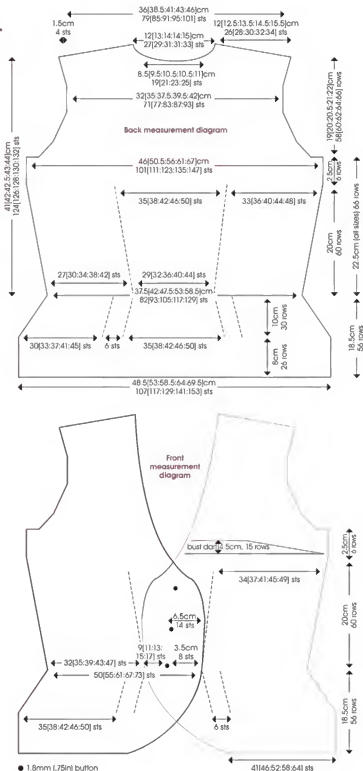 36(38.5:41:43:46)cm
79(85:91:95:101) sts
1.5cm
4 sts
12(12.5:13.5:14.5:15.5)cm
26(28:30:32:34) sts
12(13:14:14:15)cm
27(29:31:31:33) sts
8.5(9.5:10.5:10.5:11)cm
19(21:23:25) sts
32(35:37.5:39.5:42)cm
71(77:83:87:93) sts
Back measurement diagram
41(42:42.5:43:44)cm
124(126:128:130:132) sts
19(20:20.5:21:22)cm
58(60:62:64:66) rows
2.5cm
6 rows
46(50.5:56:61:67)cm
101(111:123:135:147) sts
35(38:42:46:50) sts
33(36:40:44:48) sts
20cm
60 rows
22.5cm (all sizes) 66 rows
27(30:34:38:42) sts
29(32:36:40:44) sts
37.5(42:47.5:53:58.5)cm
82(93:105:117:129) sts
10cm
30 rows
30(33:37:41:45) sts
6 sts
35(38:42:46:50) sts
8cm
26 rows
18.5cm
56 rows
48.5(53:58.5:64:69.5)cm
107(117:129:141:153) sts
Front
measurement
diagram
bust dart 4.5cm, 15 rows
2.5cm
6 rows
34(37:41:45:49) sts
6.5cm
14 sts
20cm
60 rows
9(11:13:
15:17) sts
3.5cm
8 sts
32(35:39:43:47) sts
50(55:61:67:73) sts
35(38:42:46:50) sts
6 sts
18.5cm
56 rows
41(46:52:58:64) sts
● 1.8mm (.75in) button